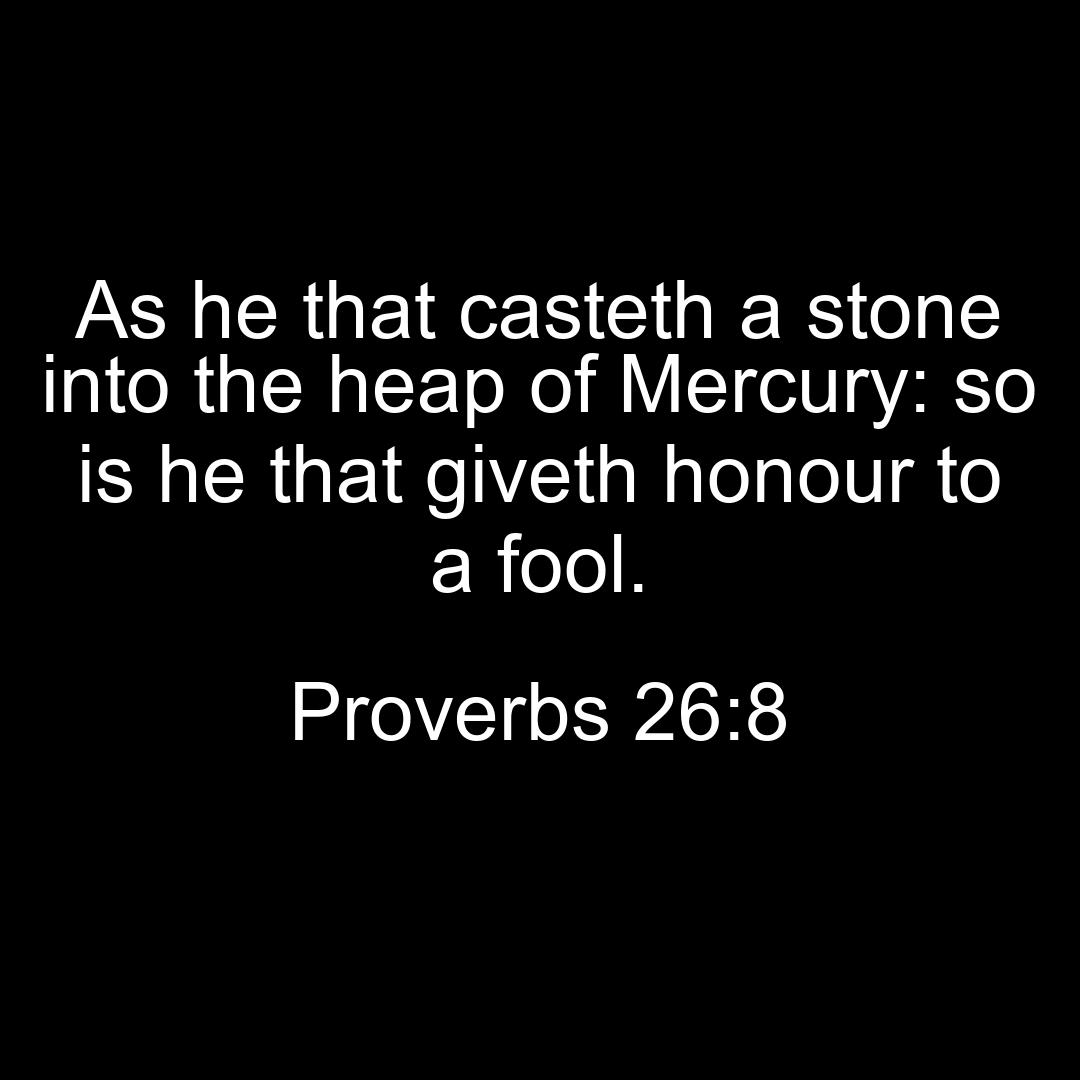 As he that casteth a stone
into the heap of Mercury: so
is he that giveth honour to
a fool.
Proverbs 26:8